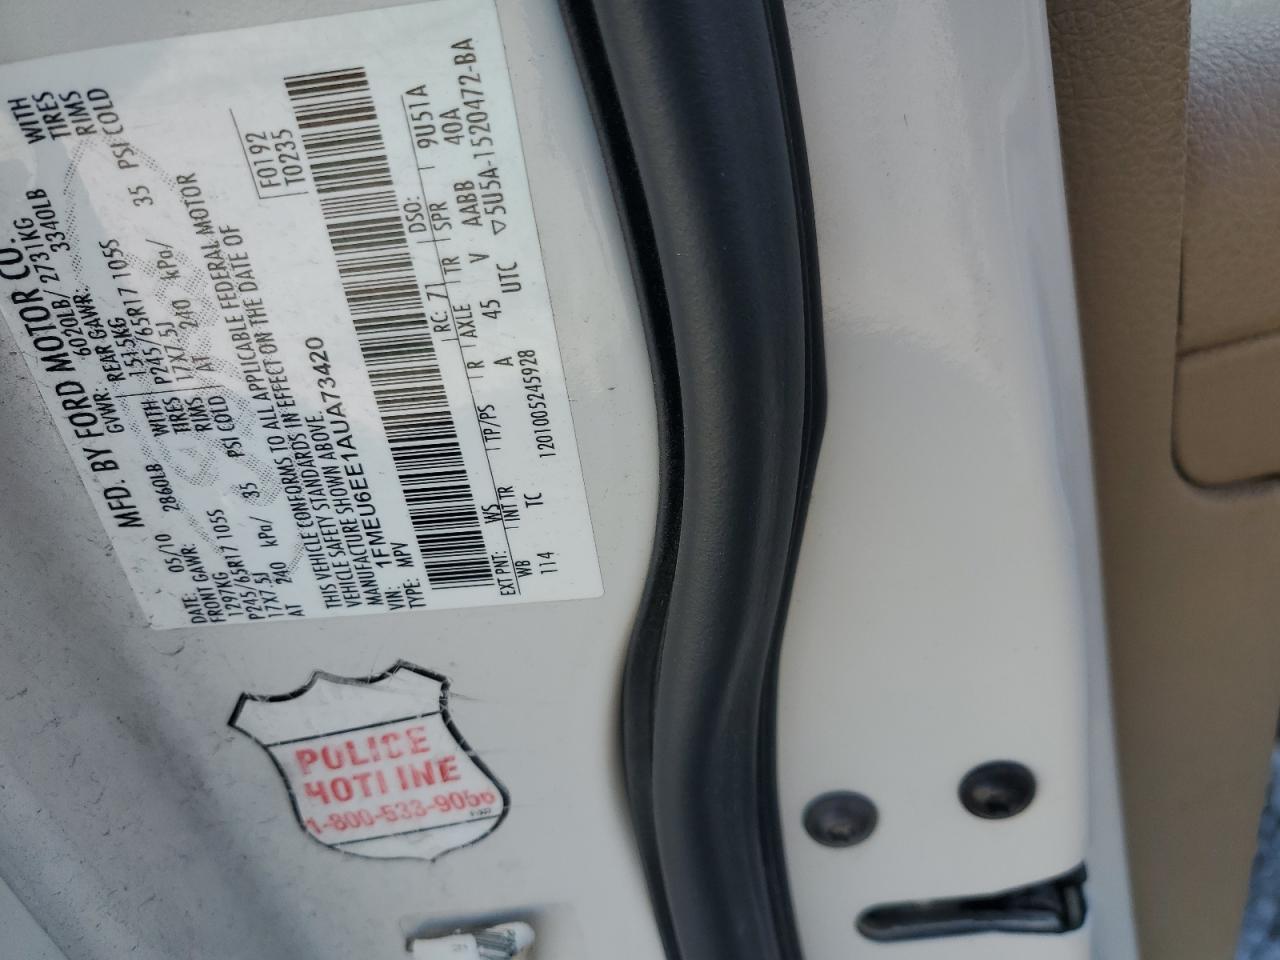 MFD. BY FORD MOTOR CO.
DATE: 05/10 GVWR: 6020LB/ 2731KG
FRONT GAWR: 2860LB REAR GAWR: 3340LB
1297KG WITH 1515KG WITH
P245/65R17 105S TIRES P245/65R17 105S TIRES
17X7.5J RIMS 17X7.5J RIMS
AT 240 kPa/ 35 PSI COLD AT 240 kPa/ 35 PSI COLD
THIS VEHICLE CONFORMS TO ALL APPLICABLE FEDERAL MOTOR
VEHICLE SAFETY STANDARDS IN EFFECT ON THE DATE OF
MANUFACTURE SHOWN ABOVE.
F0192
T0235
VIN: 1FMEU6EE1AUA73420
TYPE: MPV
EXT PNT: WS RC: 71 DSO:
WB INT TR TP/PS R AXLE TR SPR 9U51A
114 TC A 45 V AABB 40A
1201005245928 UTC ▽5U5A-1520472-BA
POLICE
HOTLINE
1-800-533-9056